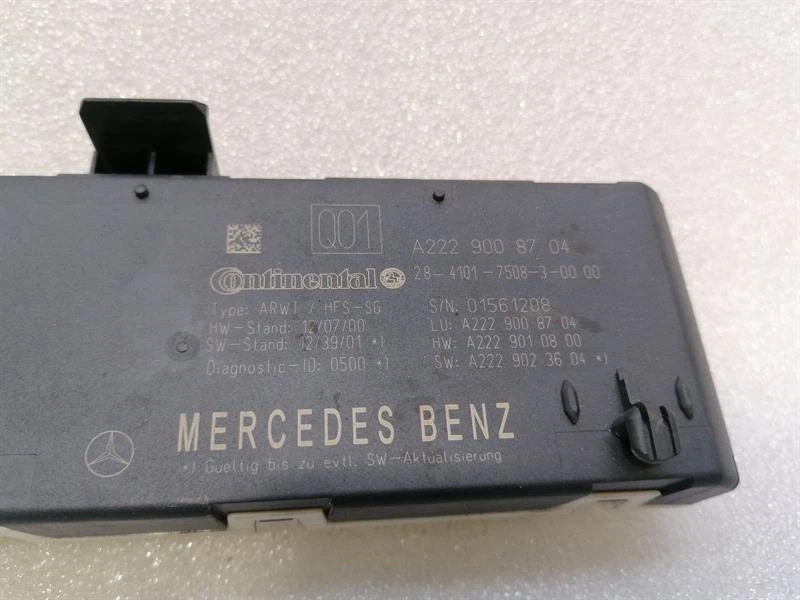 Q01
A222 900 87 04
Continental
28-4101-7508-3-00 00
Type: ARWT / HFS-SG
S/N: 01561208
HW-Stand: 12/07/00
LU: A222 900 87 04
SW-Stand: 12/39/01 *)
HW: A222 901 08 00
Diagnostic-ID: 0500 *)
SW: A222 902 36 04 *)
MERCEDES BENZ
*) Gueltig bis zu evtl. SW-Aktualisierung